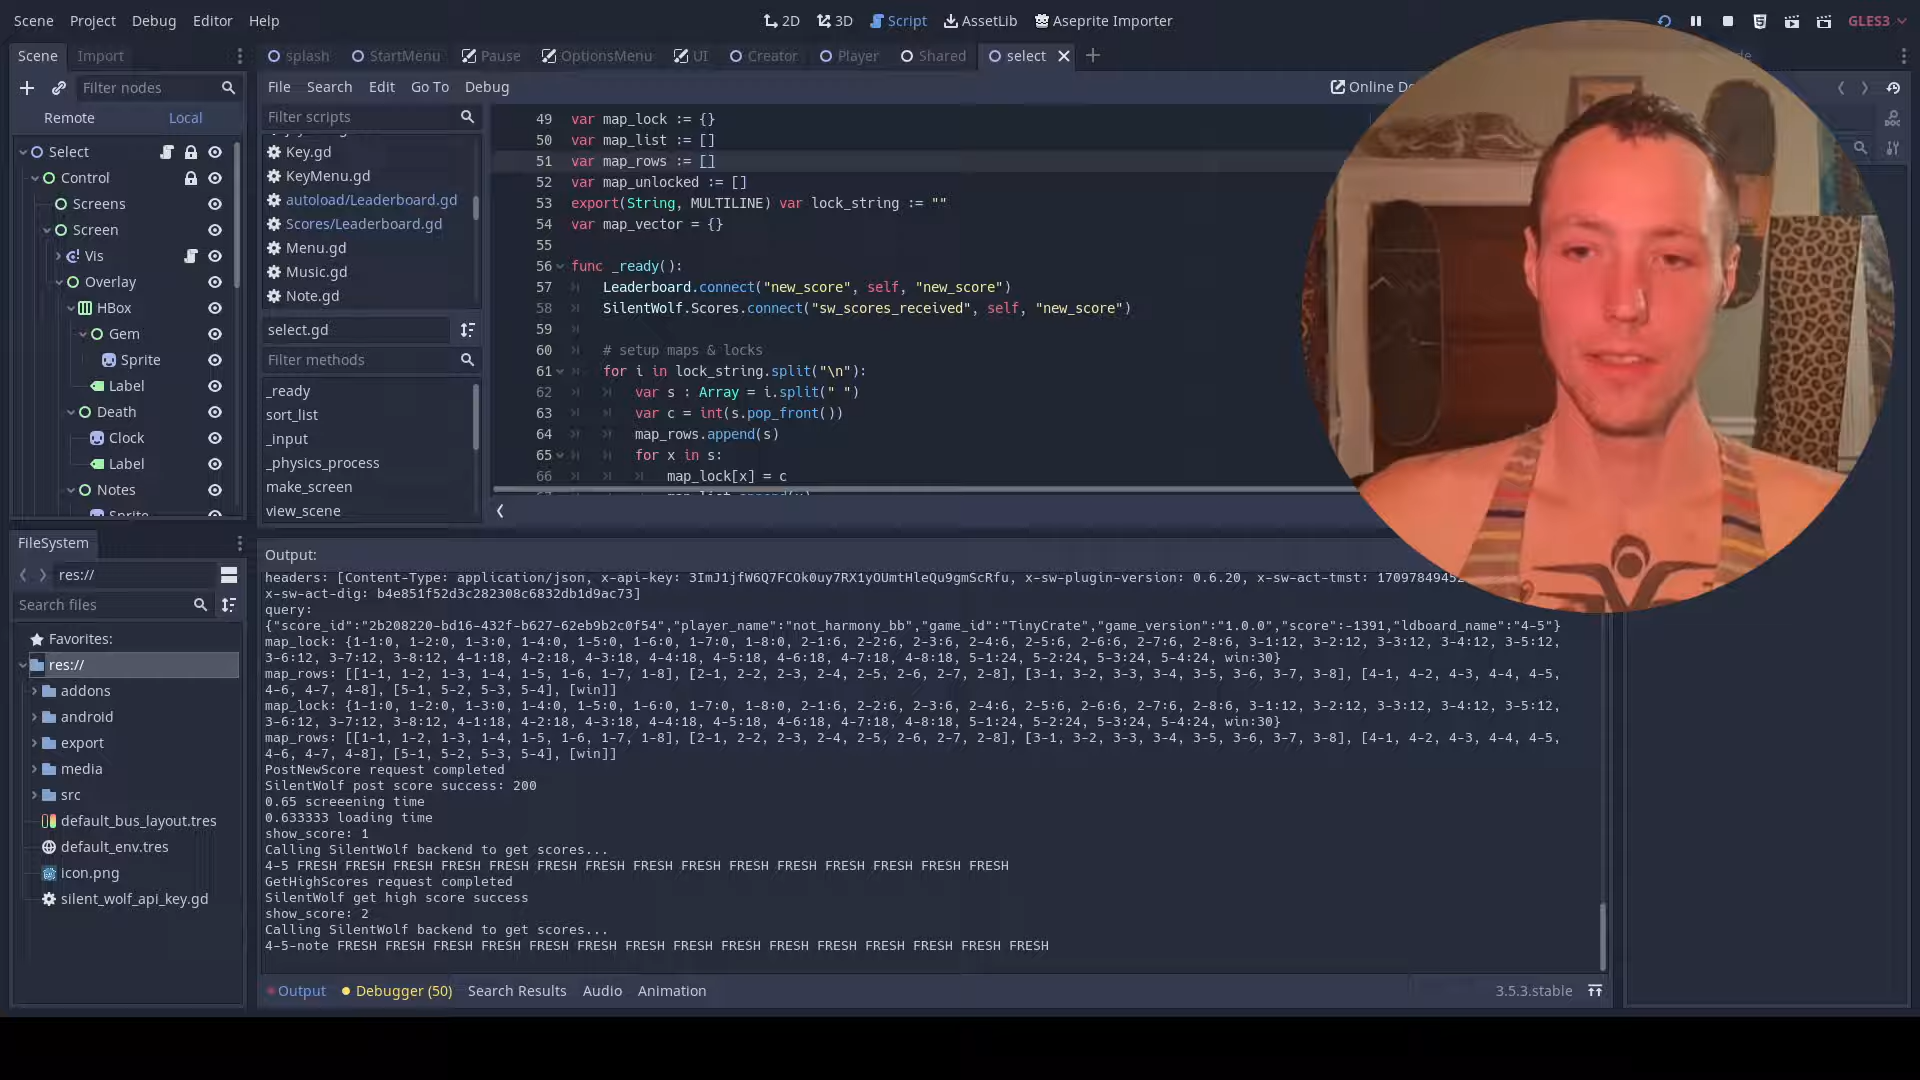 Scene Project Debug Editor Help
2D 3D Script AssetLib Aseprite Importer
GLES3
Scene Import
splash StartMenu Pause OptionsMenu UI Creator Player Shared select
Filter nodes
Remote Local
Select
Control
Screens
Screen
Vis
Overlay
HBox
Gem
Sprite
Label
Death
Clock
Label
Notes
Sprite
FileSystem
res://
Search files
Favorites:
res://
addons
android
export
media
src
default_bus_layout.tres
default_env.tres
icon.png
silent_wolf_api_key.gd
File Search Edit Go To Debug
Online
Filter scripts
Key.gd
KeyMenu.gd
autoload/Leaderboard.gd
Scores/Leaderboard.gd
Menu.gd
Music.gd
Note.gd
select.gd
Filter methods
_ready
sort_list
_input
_physics_process
make_screen
view_scene
49 var map_lock := {}
50 var map_list := []
51 var map_rows := []
52 var map_unlocked := []
53 export(String, MULTILINE) var lock_string := ""
54 var map_vector = {}
55
56 func _ready():
57 Leaderboard.connect("new_score", self, "new_score")
58 SilentWolf.Scores.connect("sw_scores_received", self, "new_score")
59
60 # setup maps & locks
61 for i in lock_string.split("\n"):
62 var s : Array = i.split(" ")
63 var c = int(s.pop_front())
64 map_rows.append(s)
65 for x in s:
66 map_lock[x] = c
Output:
headers: [Content-Type: application/json, x-api-key: 3ImJ1jfW6Q7FCOk0uy7RX1yOUmtHleQu9gmScRfu, x-sw-plugin-version: 0.6.20, x-sw-act-tmst: 1709784945
x-sw-act-dig: b4e851f52d3c282308c6832db1d9ac73]
query:
{"score_id":"2b208220-bd16-432f-b627-62eb9b2c0f54","player_name":"not_harmony_bb","game_id":"TinyCrate","game_version":"1.0.0","score":-1391,"ldboard_name":"4-5"}
map_lock: {1-1:0, 1-2:0, 1-3:0, 1-4:0, 1-5:0, 1-6:0, 1-7:0, 1-8:0, 2-1:6, 2-2:6, 2-3:6, 2-4:6, 2-5:6, 2-6:6, 2-7:6, 2-8:6, 3-1:12, 3-2:12, 3-3:12, 3-4:12, 3-5:12,
3-6:12, 3-7:12, 3-8:12, 4-1:18, 4-2:18, 4-3:18, 4-4:18, 4-5:18, 4-6:18, 4-7:18, 4-8:18, 5-1:24, 5-2:24, 5-3:24, 5-4:24, win:30}
map_rows: [[1-1, 1-2, 1-3, 1-4, 1-5, 1-6, 1-7, 1-8], [2-1, 2-2, 2-3, 2-4, 2-5, 2-6, 2-7, 2-8], [3-1, 3-2, 3-3, 3-4, 3-5, 3-6, 3-7, 3-8], [4-1, 4-2, 4-3, 4-4, 4-5,
4-6, 4-7, 4-8], [5-1, 5-2, 5-3, 5-4], [win]]
map_lock: {1-1:0, 1-2:0, 1-3:0, 1-4:0, 1-5:0, 1-6:0, 1-7:0, 1-8:0, 2-1:6, 2-2:6, 2-3:6, 2-4:6, 2-5:6, 2-6:6, 2-7:6, 2-8:6, 3-1:12, 3-2:12, 3-3:12, 3-4:12, 3-5:12,
3-6:12, 3-7:12, 3-8:12, 4-1:18, 4-2:18, 4-3:18, 4-4:18, 4-5:18, 4-6:18, 4-7:18, 4-8:18, 5-1:24, 5-2:24, 5-3:24, 5-4:24, win:30}
map_rows: [[1-1, 1-2, 1-3, 1-4, 1-5, 1-6, 1-7, 1-8], [2-1, 2-2, 2-3, 2-4, 2-5, 2-6, 2-7, 2-8], [3-1, 3-2, 3-3, 3-4, 3-5, 3-6, 3-7, 3-8], [4-1, 4-2, 4-3, 4-4, 4-5,
4-6, 4-7, 4-8], [5-1, 5-2, 5-3, 5-4], [win]]
PostNewScore request completed
SilentWolf post score success: 200
0.65 screeening time
0.633333 loading time
show_score: 1
Calling SilentWolf backend to get scores...
4-5 FRESH FRESH FRESH FRESH FRESH FRESH FRESH FRESH FRESH FRESH FRESH FRESH FRESH FRESH FRESH
GetHighScores request completed
SilentWolf get high score success
show_score: 2
Calling SilentWolf backend to get scores...
4-5-note FRESH FRESH FRESH FRESH FRESH FRESH FRESH FRESH FRESH FRESH FRESH FRESH FRESH FRESH FRESH
Output Debugger (50) Search Results Audio Animation
3.5.3.stable